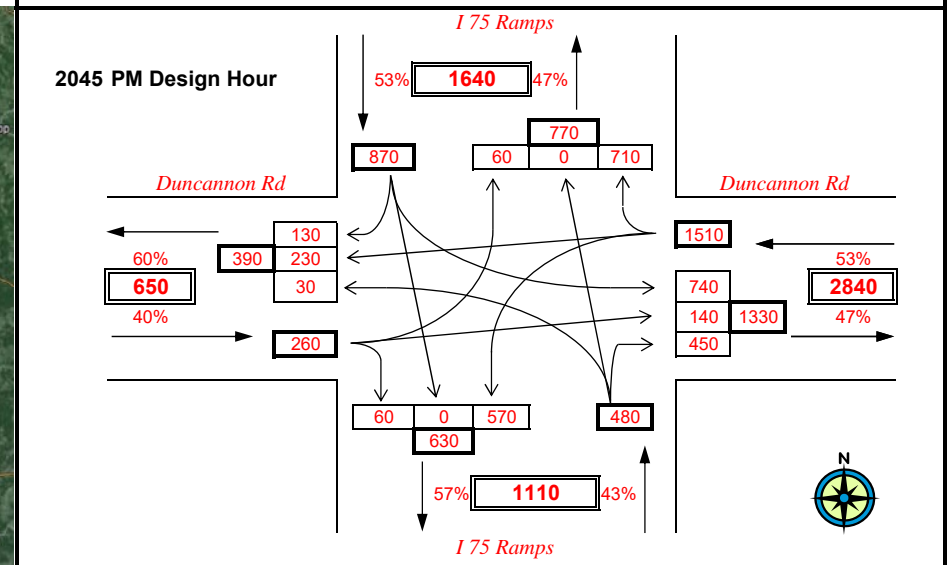 I 75 Ramps
2045 PM Design Hour
53% 1640 47%
770
870 60 0 710
Duncannon Rd Duncannon Rd
130 1510
60% 390 230 53%
650 30 740 2840
40% 140 1330 47%
260 450
60 0 570 480
630
57% 1110 43%
N
I 75 Ramps